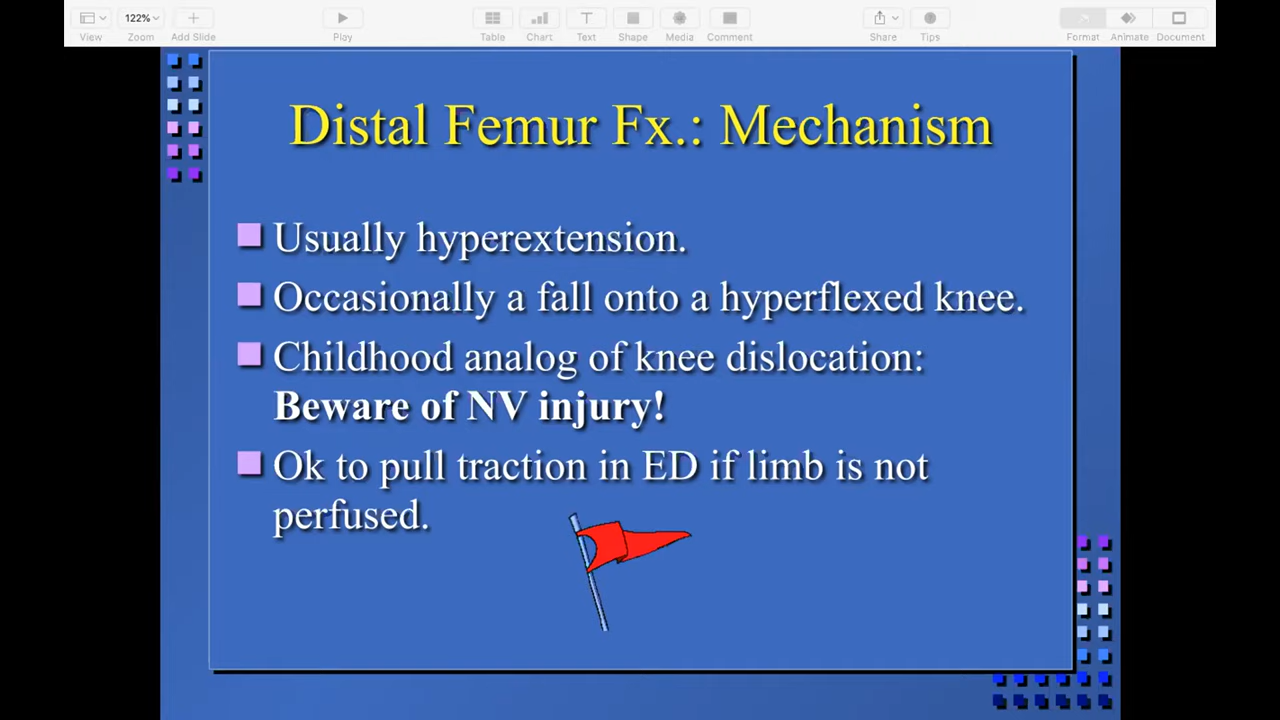 122%
View Zoom Add Slide Play Table Chart Text Shape Media Comment Share Tips Format Animate Document
Distal Femur Fx.: Mechanism
Usually hyperextension.
Occasionally a fall onto a hyperflexed knee.
Childhood analog of knee dislocation:
Beware of NV injury!
Ok to pull traction in ED if limb is not
perfused.